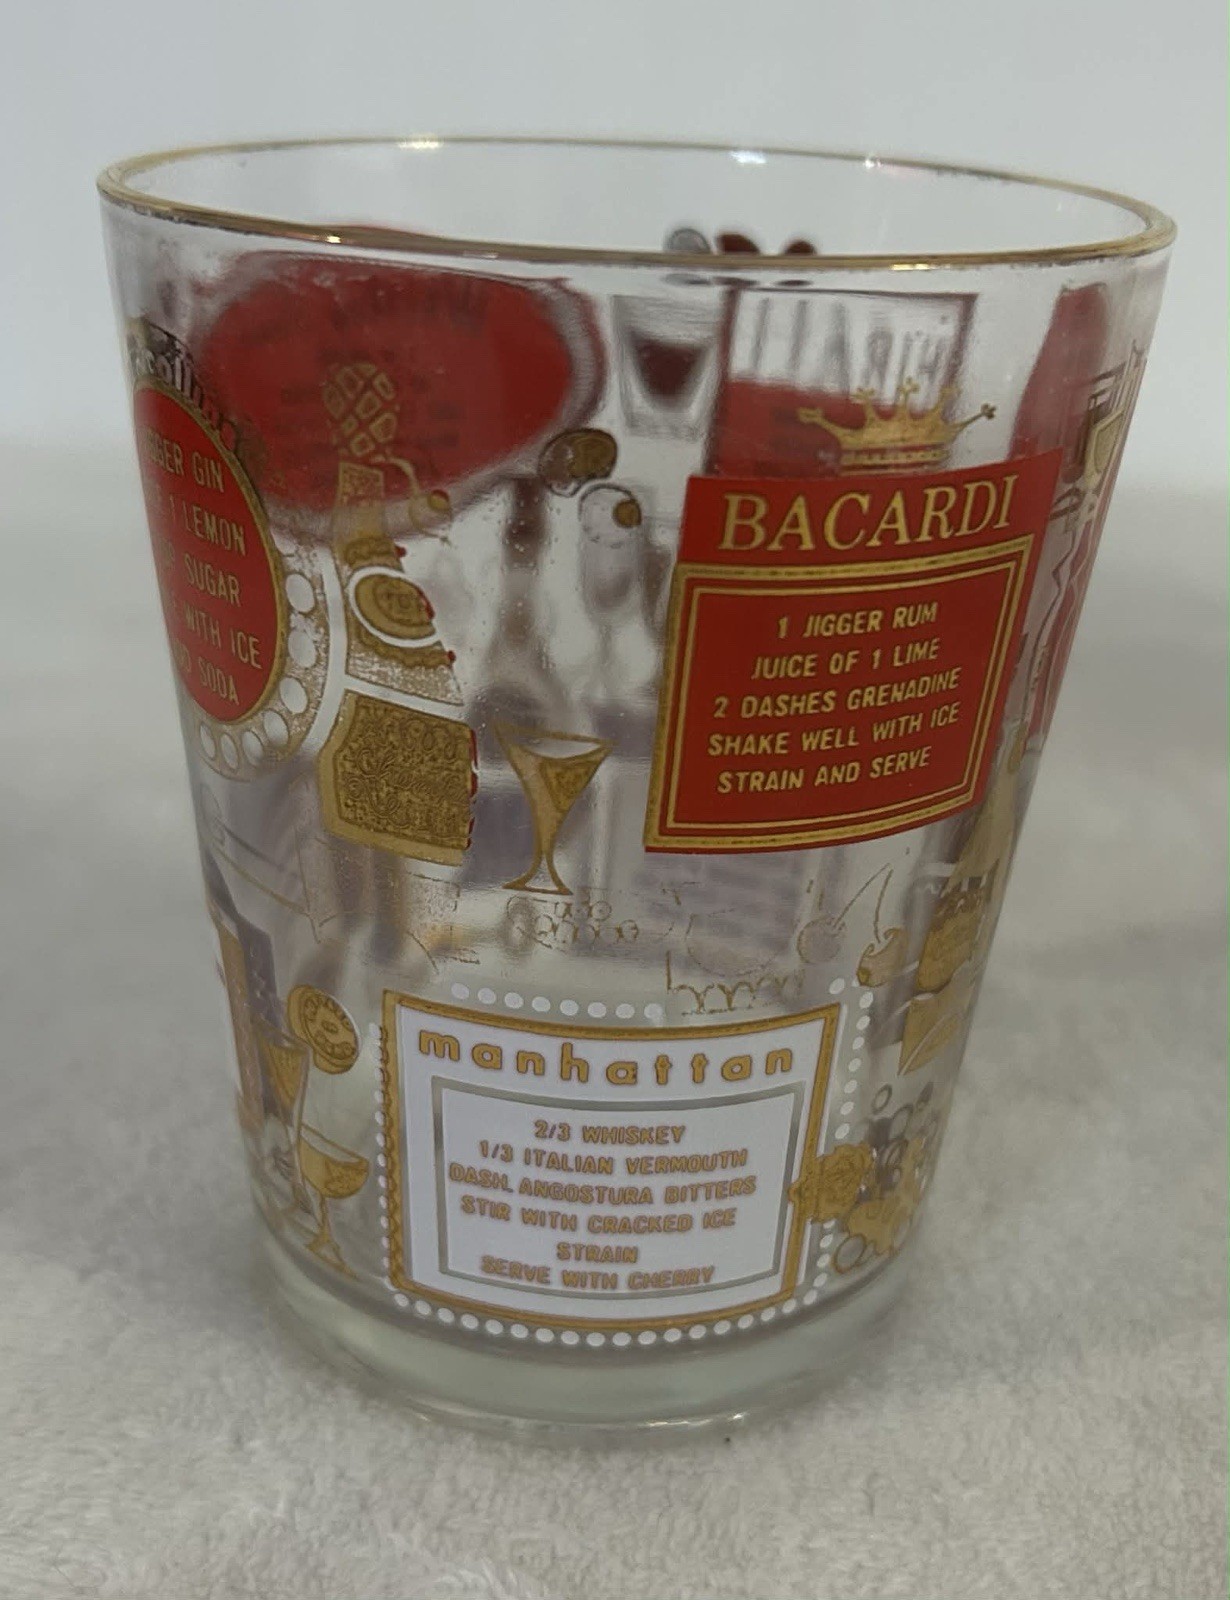 collins
GIN
1 LEMON
SUGAR
WITH ICE
SODA
BACARDI
1 JIGGER RUM
JUICE OF 1 LIME
2 DASHES GRENADINE
SHAKE WELL WITH ICE
STRAIN AND SERVE
manhattan
2/3 WHISKEY
1/3 ITALIAN VERMOUTH
DASH ANGOSTURA BITTERS
STIR WITH CRACKED ICE
STRAIN
SERVE WITH CHERRY